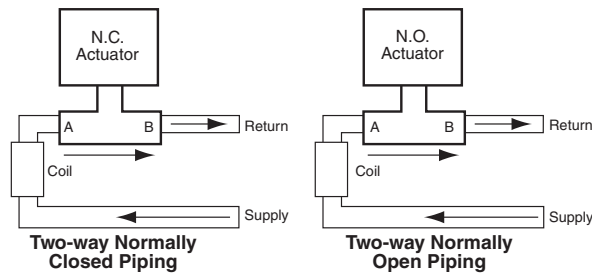 N.C.
Actuator
A
B
Return
Coil
Supply
Two-way Normally
Closed Piping
N.O.
Actuator
A
B
Return
Coil
Supply
Two-way Normally
Open Piping